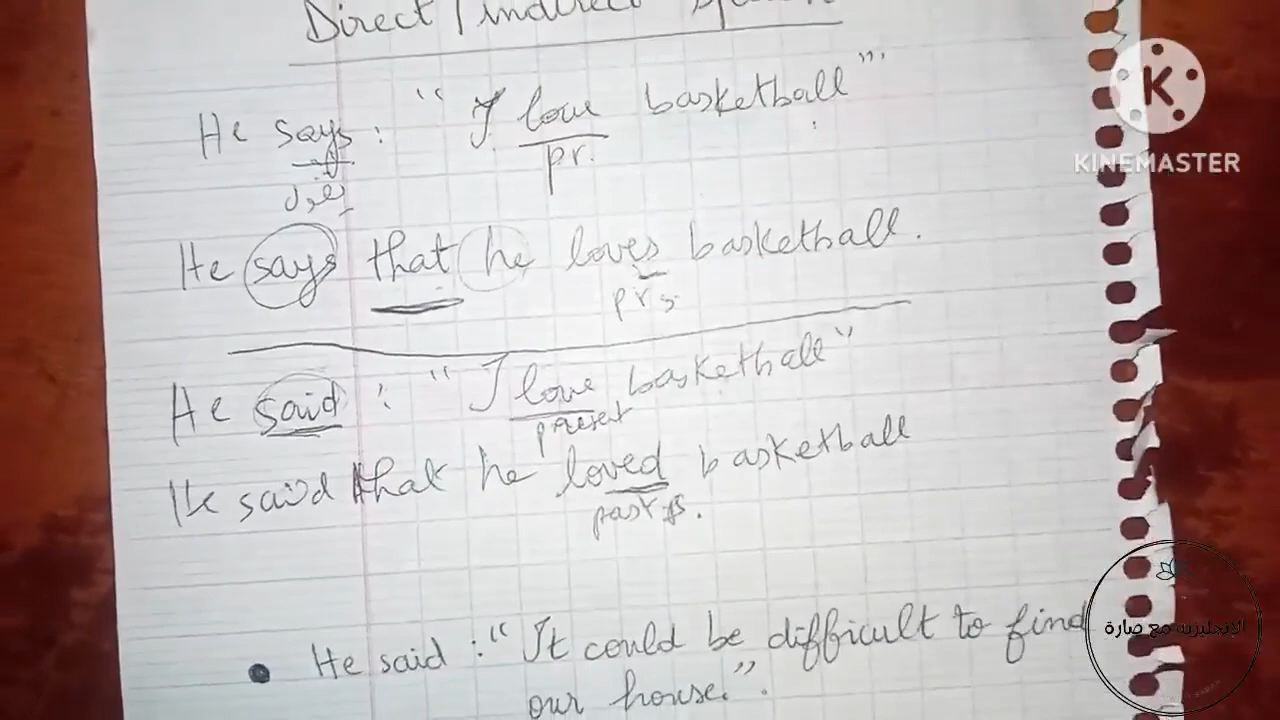 Direct / indirect speech
He says : "I love basketball".
pr.
يقول
He says that he loves basketball.
pr s.
He said : "I love basketball"
present
He said that he loved basketball
past s.
He said : "It could be difficult to find
our house."
KINEMASTER
الانجليزية مع صارة